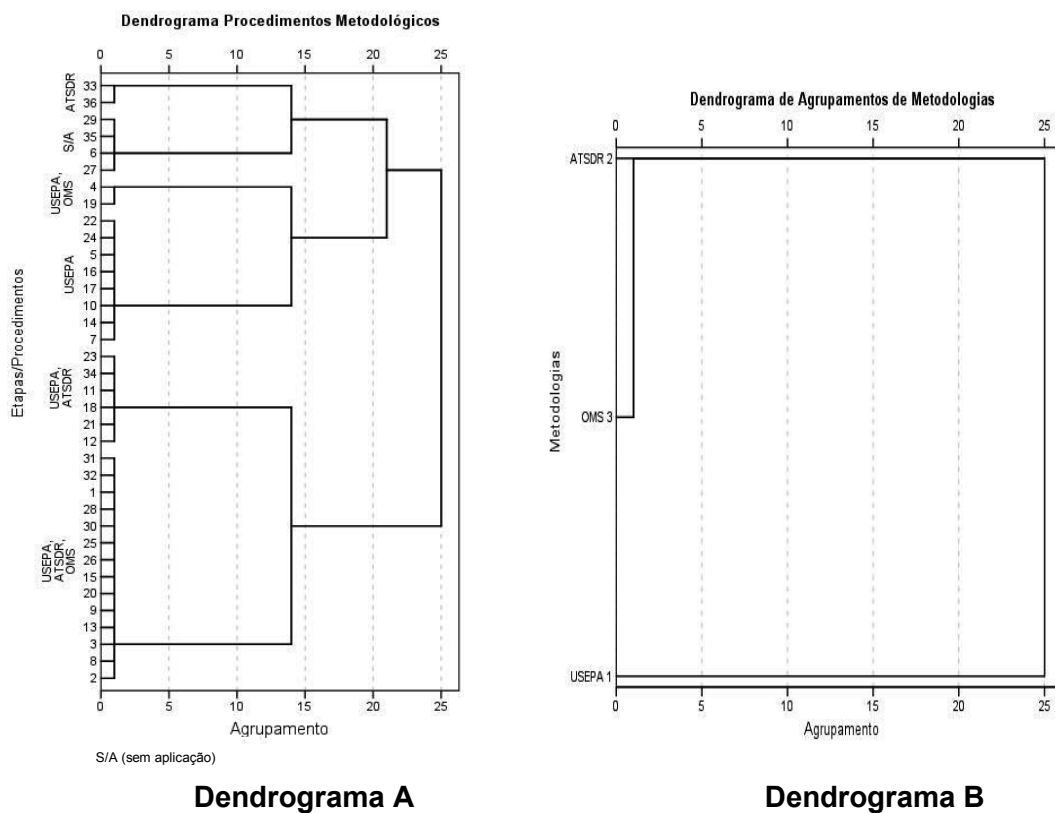 Dendrograma Procedimentos Metodológicos
0 5 10 15 20 25
Etapas/Procedimentos
ATSDR
33
36
S/A
29
35
6
27
USEPA,
OMS
4
19
USEPA
22
24
5
16
17
10
14
7
USEPA,
ATSDR
23
34
11
18
21
12
USEPA,
ATSDR,
OMS
31
32
1
28
30
25
26
15
20
9
13
3
8
2
0 5 10 15 20 25
Agrupamento
S/A (sem aplicação)
Dendrograma A
Dendrograma de Agrupamentos de Metodologias
0 5 10 15 20 25
Metodologias
ATSDR 2
OMS 3
USEPA 1
0 5 10 15 20 25
Agrupamento
Dendrograma B